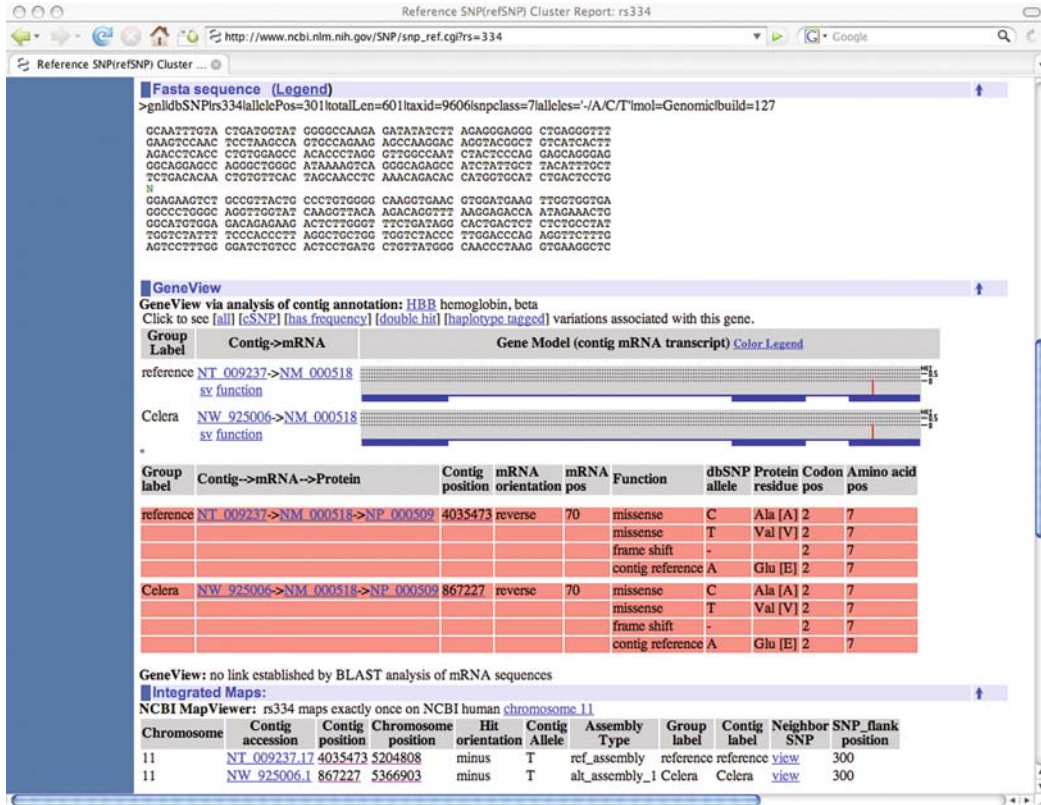 Reference SNP(refSNP) Cluster Report: rs334
http://www.ncbi.nlm.nih.gov/SNP/snp_ref.cgi?rs=334
G Google
Reference SNP(refSNP) Cluster ...
Fasta sequence (Legend)
>gnl|dbSNP|rs334|allelePos=301|totalLen=601|taxid=9606|snpclass=7|alleles='-/A/C/T'|mol=Genomic|build=127
GCAATTTGTA CTGATGGTAT GGGGCCAAGA GATATATCTT AGAGGGAGGG CTGAGGGTTT
GAAGTCCAAC TCCTAAGCCA GTGCCAGAAG AGCCAAGGAC AGGTACGGCT GTCATCACTT
AGACCTCACC CTGTGGAGCC ACACCCTAGG GTTGGCCAAT CTACTCCCAG GAGCAGGGAG
GGCAGGAGCC AGGGCTGGGC ATAAAAGTCA GGGCAGAGCC ATCTATTGCT TACATTTGCT
TCTGACACAA CTGTGTTCAC TAGCAACCTC AAACAGACAC CATGGTGCAT CTGACTCCTG
N
GGAGAAGTCT GCCGTTACTG CCCTGTGGGG CAAGGTGAAC GTGGATGAAG TTGGTGGTGA
GGCCCTGGGC AGGTTGGTAT CAAGGTTACA AGACAGGTTT AAGGAGACCA ATAGAAACTG
GGCATGTGGA GACAGAGAAG ACTCTTGGGT TTCTGATAGG CACTGACTCT CTCTGCCTAT
TGGTCTATTT TCCCACCCTT AGGCTGCTGG TGGTCTACCC TTGGACCCAG AGGTTCTTTG
AGTCCTTTGG GGATCTGTCC ACTCCTGATG CTGTTATGGG CAACCCTAAG GTGAAGGCTC
GeneView
GeneView via analysis of contig annotation: HBB hemoglobin, beta
Click to see [all] [cSNP] [has frequency] [double hit] [haplotype tagged] variations associated with this gene.
Group Label Contig->mRNA Gene Model (contig mRNA transcript) Color Legend
reference NT_009237->NM_000518
sv function
Celera NW_925006->NM_000518
sv function
Group label Contig-->mRNA-->Protein Contig position mRNA orientation mRNA pos Function dbSNP allele Protein residue Codon pos Amino acid pos
reference NT_009237->NM_000518->NP_000509 4035473 reverse 70 missense C Ala [A] 2 7
missense T Val [V] 2 7
frame shift - 2 7
contig reference A Glu [E] 2 7
Celera NW_925006->NM_000518->NP_000509 867227 reverse 70 missense C Ala [A] 2 7
missense T Val [V] 2 7
frame shift - 2 7
contig reference A Glu [E] 2 7
GeneView: no link established by BLAST analysis of mRNA sequences
Integrated Maps:
NCBI MapViewer: rs334 maps exactly once on NCBI human chromosome 11
Chromosome Contig accession Contig position Chromosome position Hit orientation Contig Allele Assembly Type Group label Contig label Neighbor SNP SNP_flank position
11 NT_009237.17 4035473 5204808 minus T ref_assembly reference reference view 300
11 NW_925006.1 867227 5366903 minus T alt_assembly_1 Celera Celera view 300